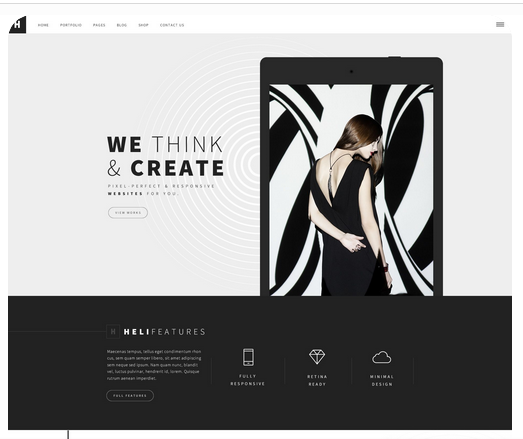 H
HOME PORTFOLIO PAGES BLOG SHOP CONTACT US
WE THINK
& CREATE
PIXEL-PERFECT & RESPONSIVE
WEBSITES FOR YOU.
VIEW WORKS
H HELIFEATURES
Maecenas tempus, tellus eget condimentum rhon
cus, sem quam semper libero, sit amet adipiscing
sem neque sed ipsum. Nam quam nunc, blandit
vel, luctus pulvinar, hendrerit id, lorem. Quisque
rutrum aenean imperdiet.
FULL FEATURES
FULLY
RESPONSIVE
RETINA
READY
MINIMAL
DESIGN